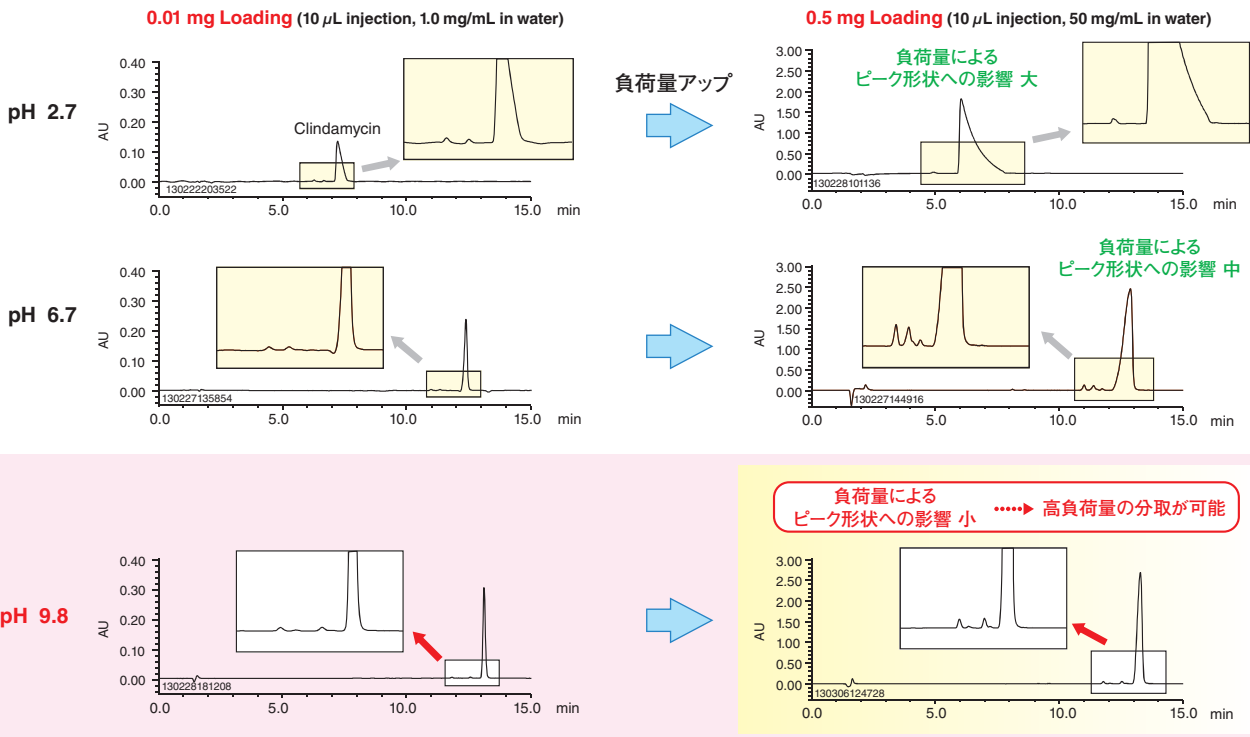 0.01 mg Loading (10 μL injection, 1.0 mg/mL in water)
0.5 mg Loading (10 μL injection, 50 mg/mL in water)
pH 2.7
AU
0.40
0.30
0.20
0.10
0.00
Clindamycin
130222203522
0.0
5.0
10.0
15.0
min
負荷量アップ
AU
3.00
2.50
2.00
1.50
1.00
0.50
0.00
負荷量による
ピーク形状への影響 大
130228101136
0.0
5.0
10.0
15.0
min
pH 6.7
AU
0.40
0.30
0.20
0.10
0.00
130227135854
0.0
5.0
10.0
15.0
min
AU
3.00
2.50
2.00
1.50
1.00
0.50
0.00
負荷量による
ピーク形状への影響 中
130227144916
0.0
5.0
10.0
15.0
min
pH 9.8
AU
0.40
0.30
0.20
0.10
0.00
130228181208
0.0
5.0
10.0
15.0
min
負荷量による
ピーク形状への影響 小
高負荷量の分取が可能
AU
3.00
2.50
2.00
1.50
1.00
0.50
0.00
130306124728
0.0
5.0
10.0
15.0
min